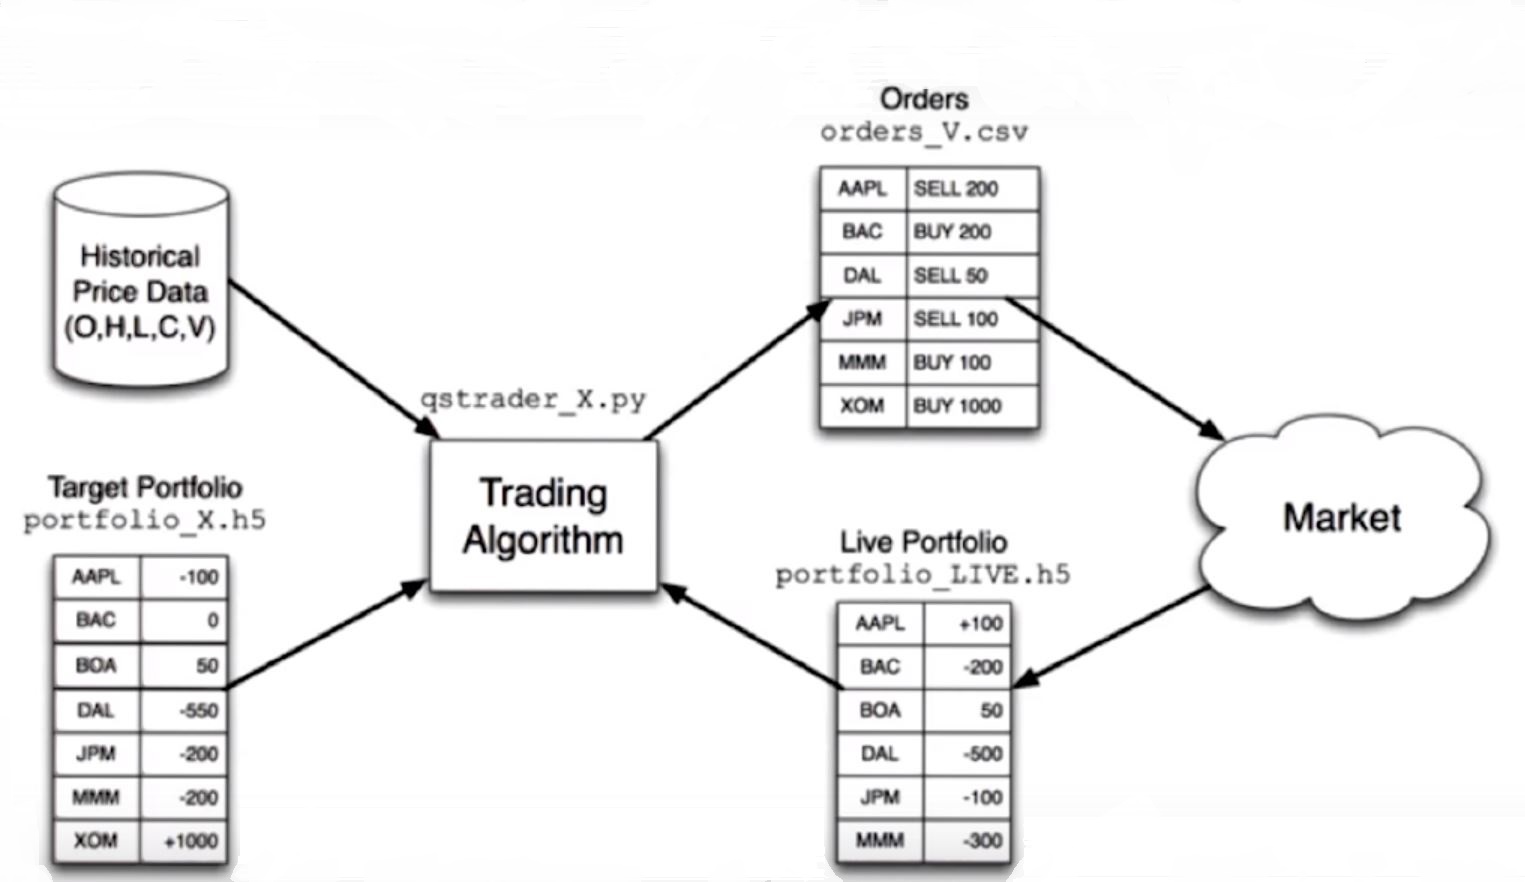 Orders
orders_V.csv
AAPL SELL 200
BAC BUY 200
DAL SELL 50
JPM SELL 100
MMM BUY 100
XOM BUY 1000
Historical
Price Data
(O,H,L,C,V)
qstrader_X.py
Trading
Algorithm
Target Portfolio
portfolio_X.h5
AAPL -100
BAC 0
BOA 50
DAL -550
JPM -200
MMM -200
XOM +1000
Live Portfolio
portfolio_LIVE.h5
AAPL +100
BAC -200
BOA 50
DAL -500
JPM -100
MMM -300
Market